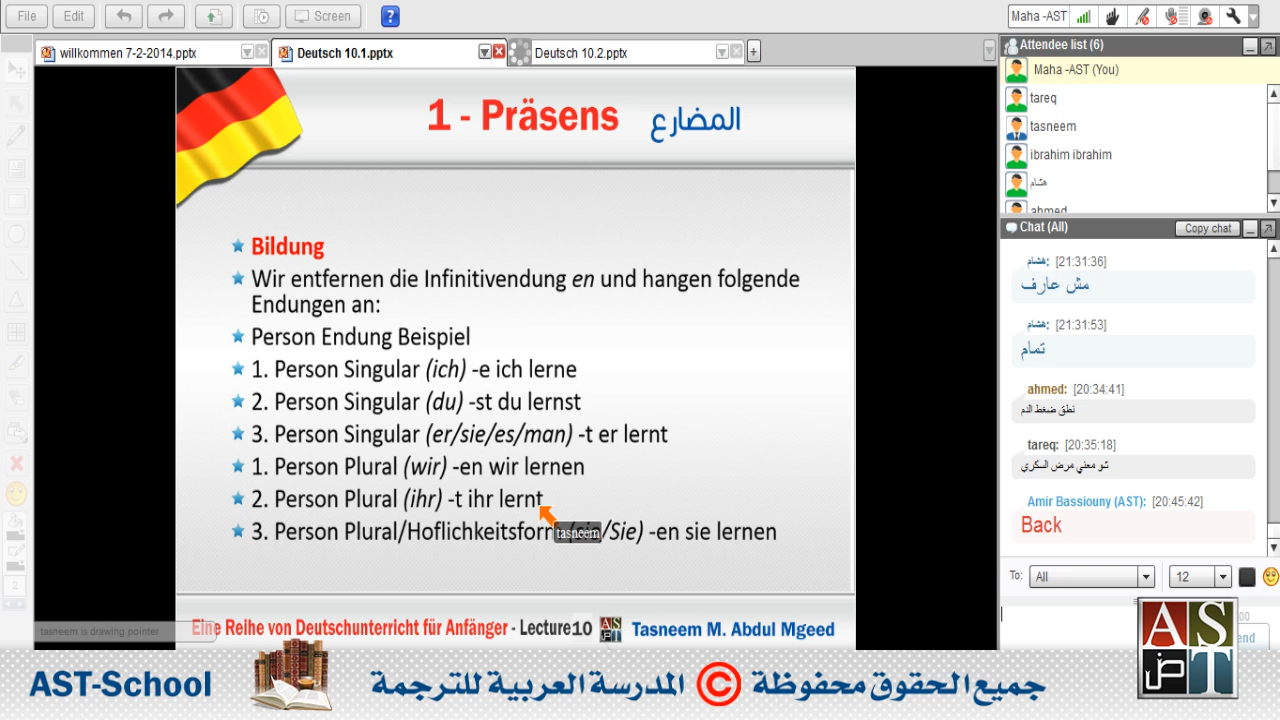 File
Edit
Screen
?
Maha -AST
willkommen 7-2-2014.pptx
Deutsch 10.1.pptx
Deutsch 10.2.pptx
1 - Präsens المضارع
Bildung
Wir entfernen die Infinitivendung en und hangen folgende
Endungen an:
Person Endung Beispiel
1. Person Singular (ich) -e ich lerne
2. Person Singular (du) -st du lernst
3. Person Singular (er/sie/es/man) -t er lernt
1. Person Plural (wir) -en wir lernen
2. Person Plural (ihr) -t ihr lernt
3. Person Plural/Hoflichkeitsform (sie/Sie) -en sie lernen
tasneem
tasneem is drawing pointer
Eine Reihe von Deutschunterricht für Anfänger - Lecture10
AST ض
Tasneem M. Abdul Mgeed
Attendee list (6)
Maha -AST (You)
tareq
tasneem
ibrahim ibrahim
هشام
ahmed
Chat (All)
Copy chat
هشام: [21:31:36]
مش عارف
هشام: [21:31:53]
تمام
ahmed: [20:34:41]
نطق ضغط الدم
tareq: [20:35:18]
شو معني مرض السكري
Amir Bassiouny (AST): [20:45:42]
Back
To:
All
12
2
AST ض
AST-School
جميع الحقوق محفوظة © المدرسة العربية للترجمة